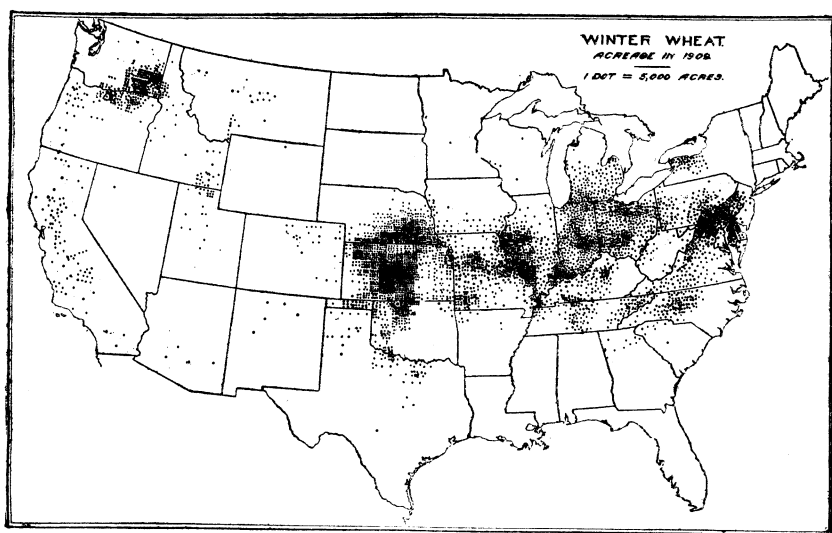 WINTER WHEAT.
ACREAGE IN 1909.
1 DOT = 5,000 ACRES.